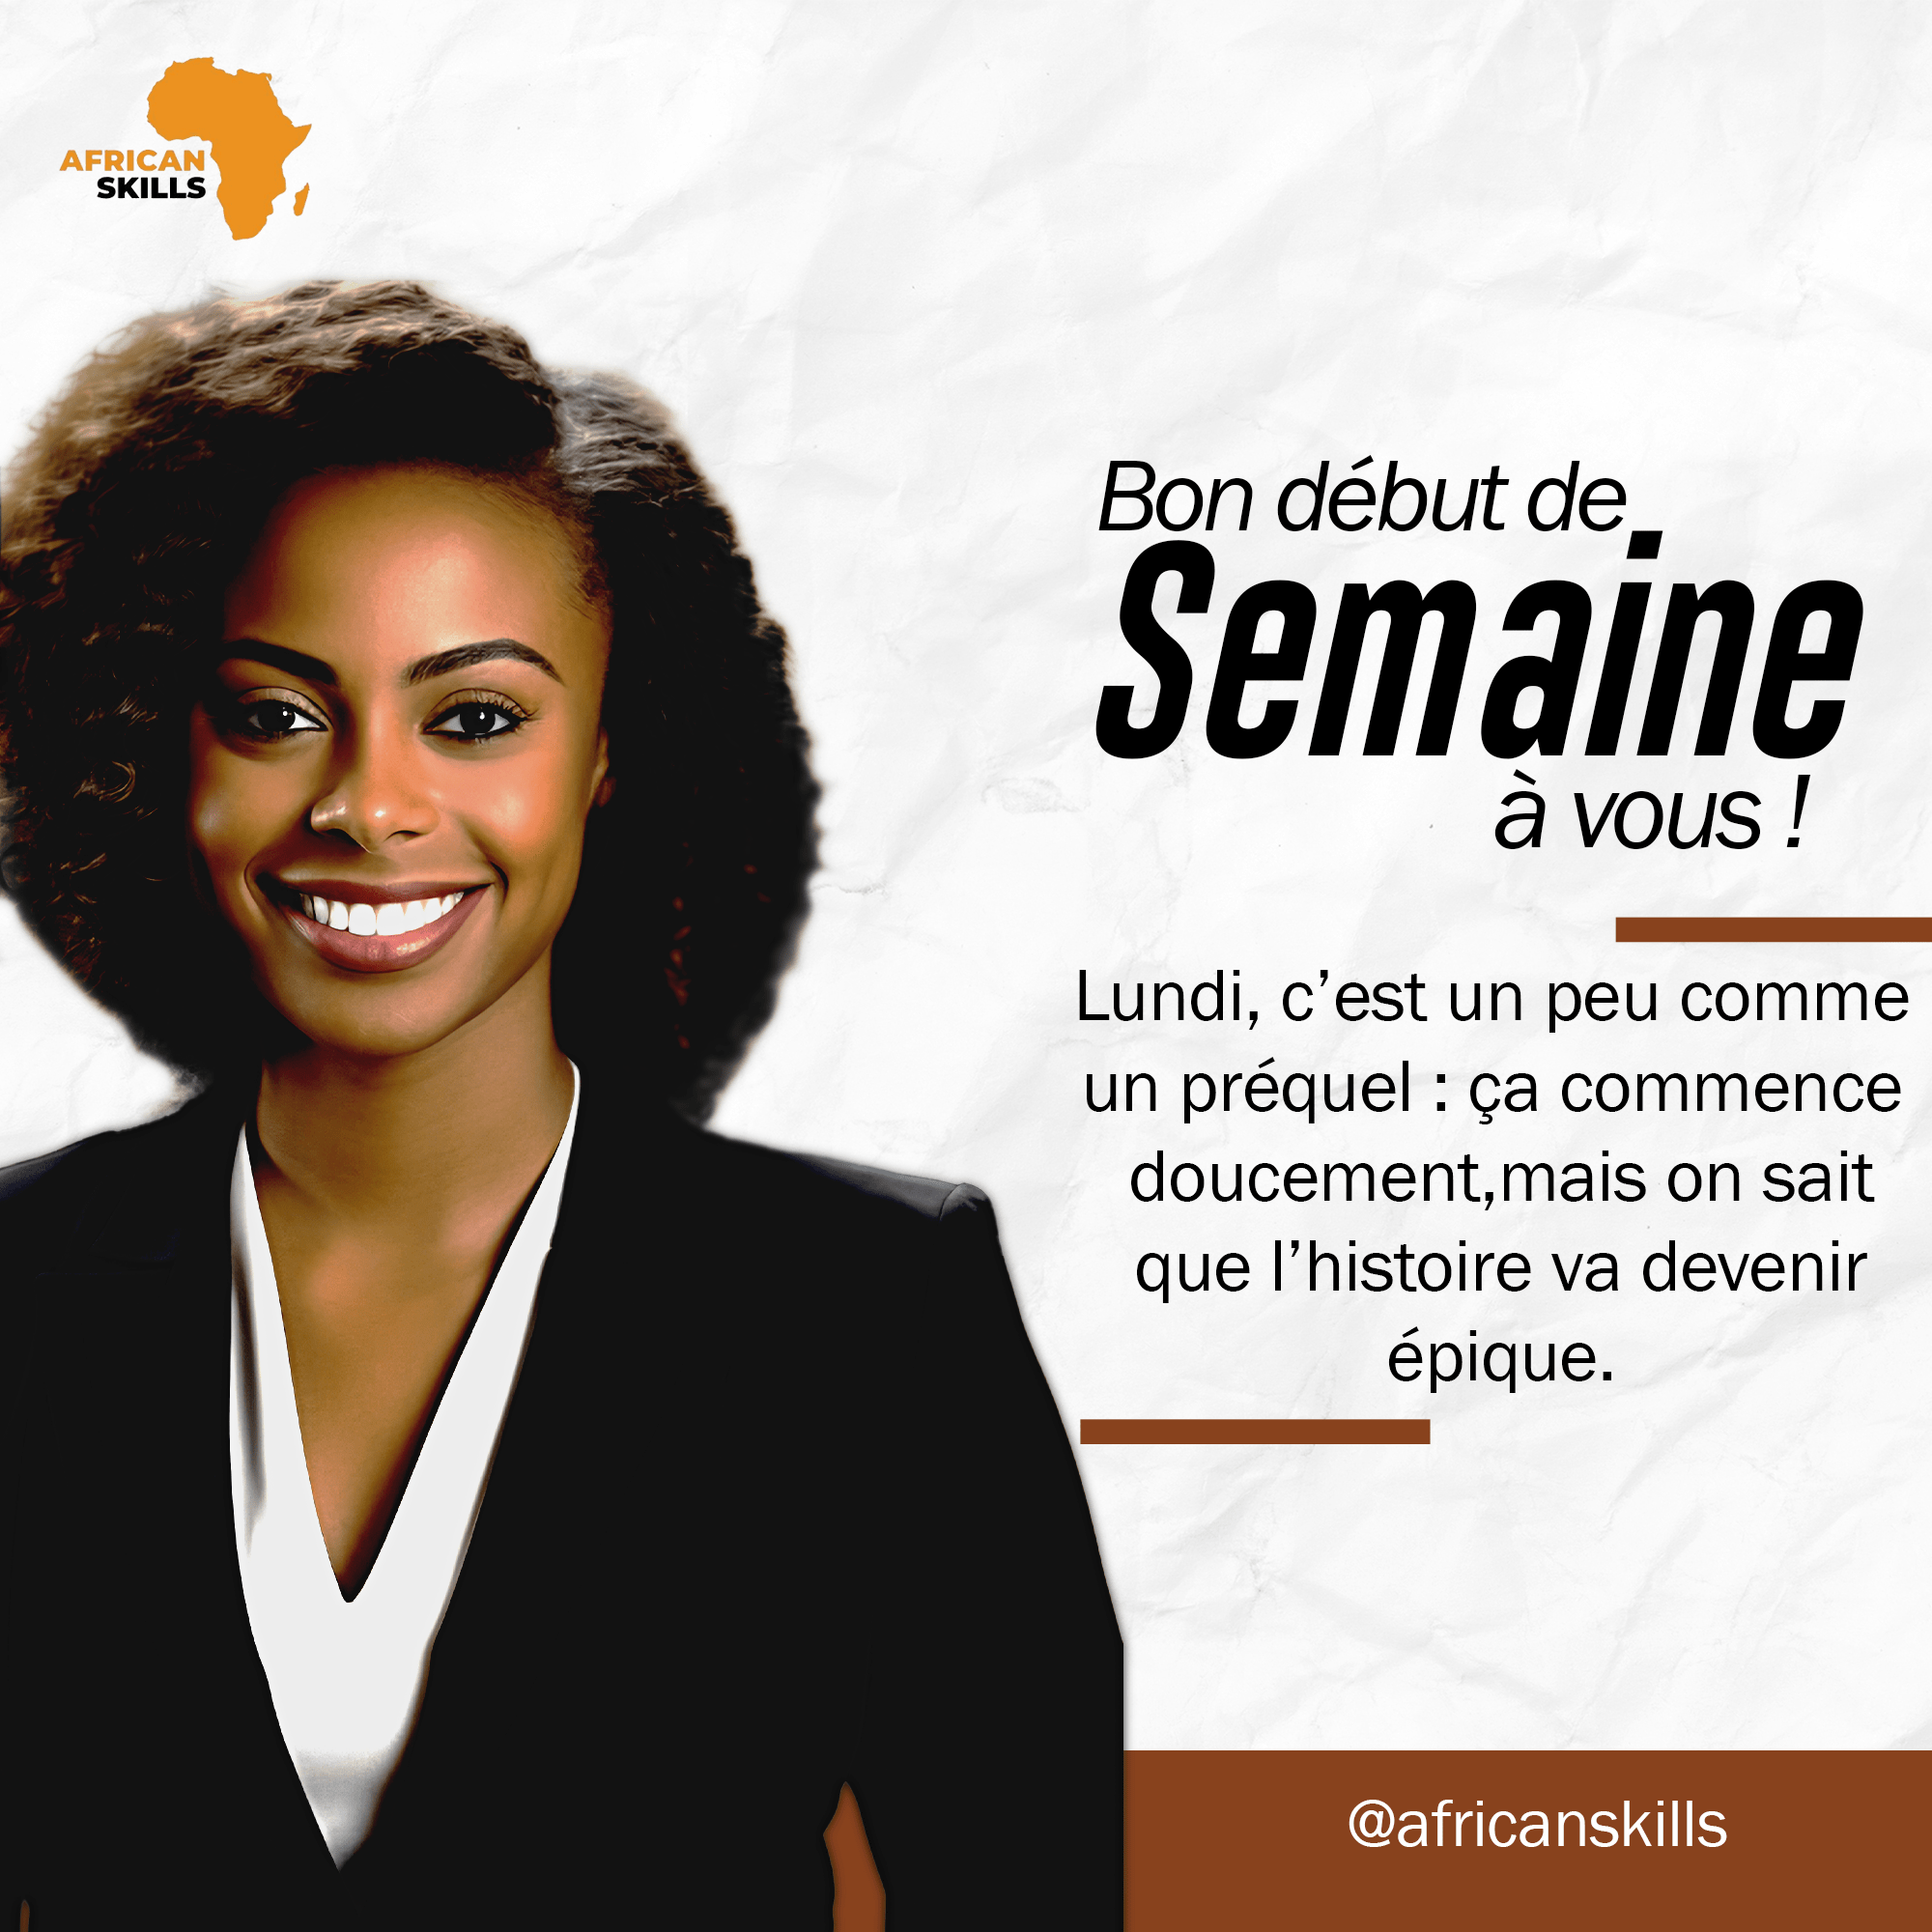 AFRICAN
SKILLS
Bon début de
Semaine
à vous !
Lundi, c’est un peu comme
un préquel : ça commence
doucement,mais on sait
que l’histoire va devenir
épique.
@africanskills